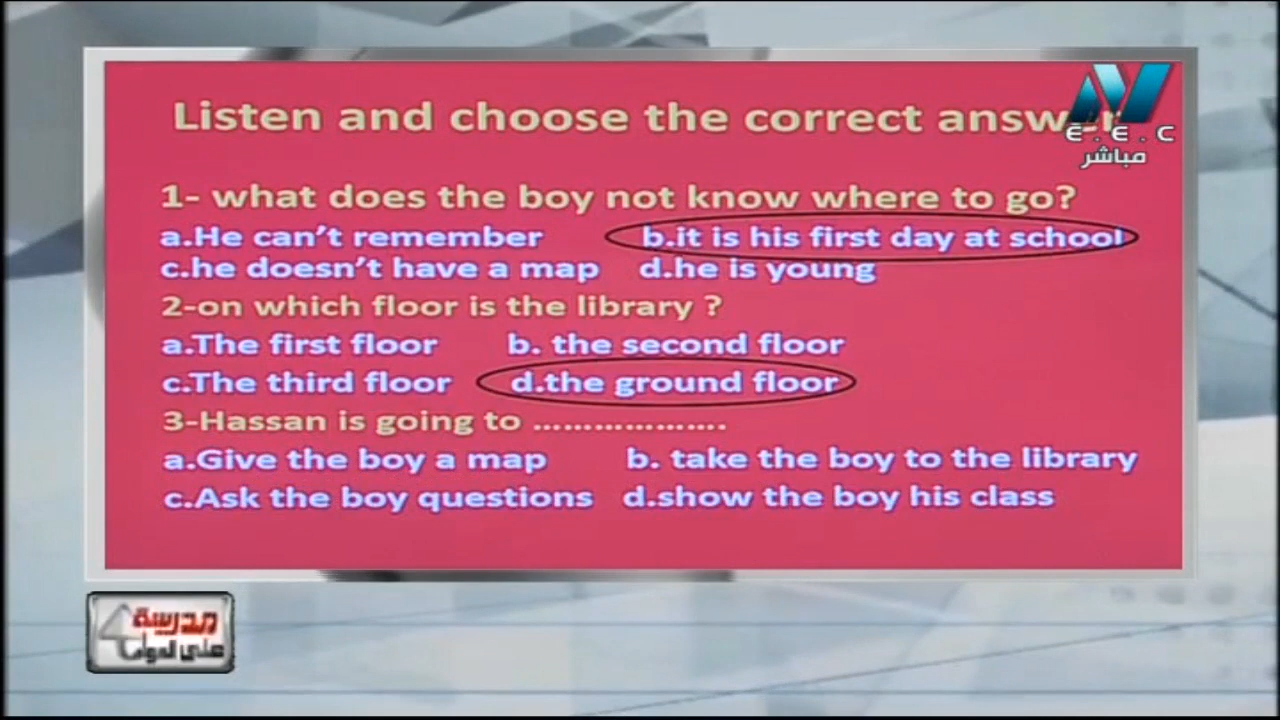 Listen and choose the correct answer
E.E.C
مباشر
1- what does the boy not know where to go?
a.He can't remember b.it is his first day at school
c.he doesn't have a map d.he is young
2-on which floor is the library ?
a.The first floor b. the second floor
c.The third floor d.the ground floor
3-Hassan is going to ..................
a.Give the boy a map b. take the boy to the library
c.Ask the boy questions d.show the boy his class
مدرسة
على الهواء